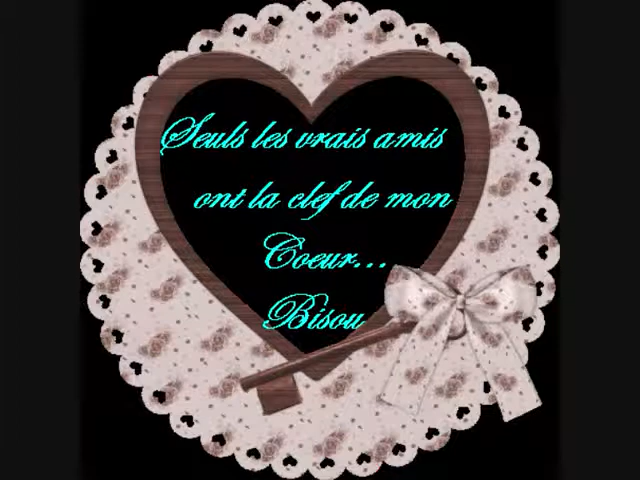 Seuls les vrais amis
ont la clef de mon
Coeur...
Bisou